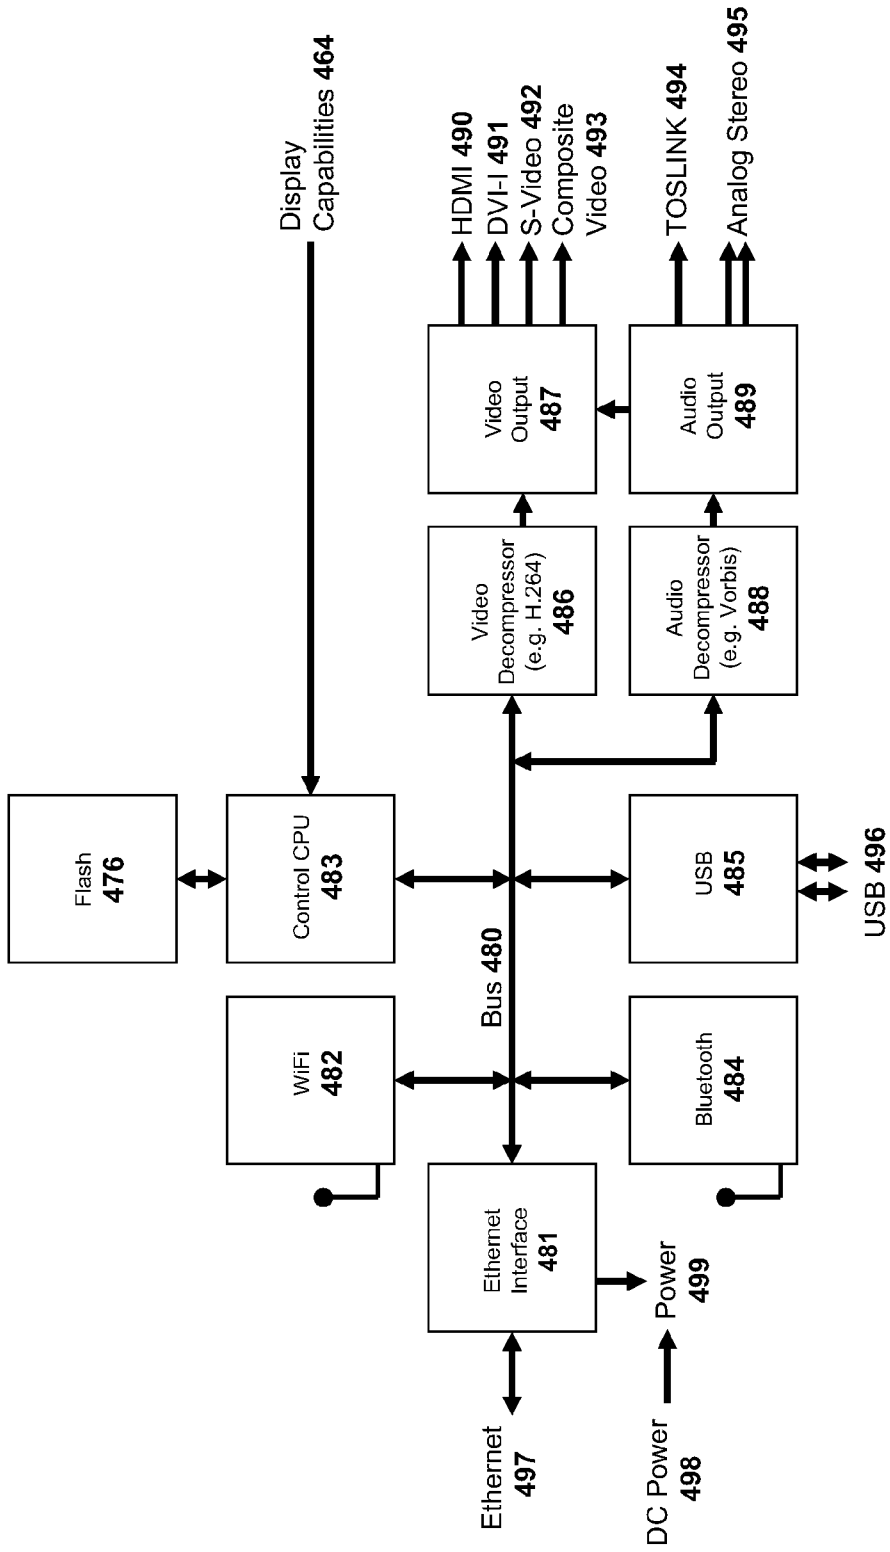 Display
Capabilities 464
HDMI 490
DVI-I 491
S-Video 492
Composite
Video 493
TOSLINK 494
Analog Stereo 495
Video
Output
487
Audio
Output
489
Video
Decompressor
(e.g. H.264)
486
Audio
Decompressor
(e.g. Vorbis)
488
Flash
476
Control CPU
483
USB
485
USB 496
Bus 480
WiFi
482
Bluetooth
484
Ethernet
Interface
481
Power
499
Ethernet
497
DC Power
498